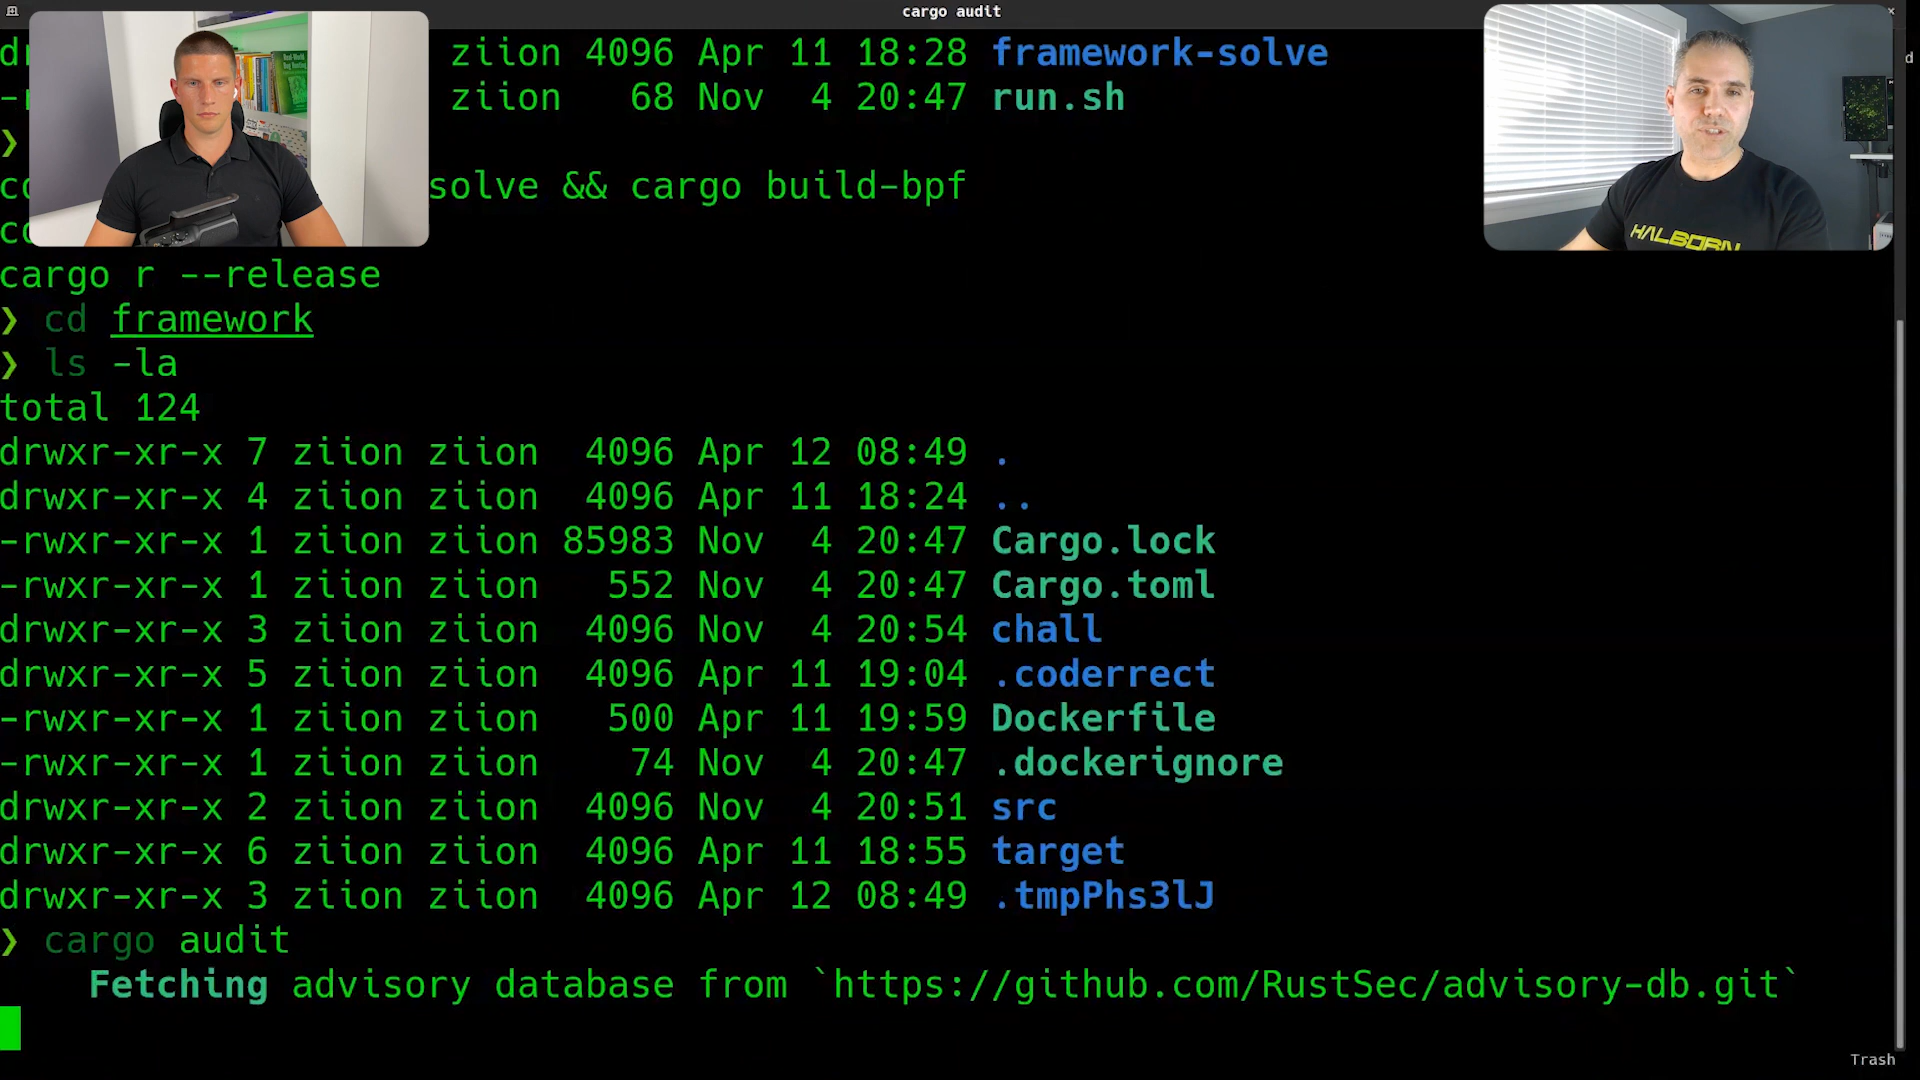 cargo audit
ziion 4096 Apr 11 18:28 framework-solve
ziion 68 Nov 4 20:47 run.sh
❯
solve && cargo build-bpf
cargo r --release
❯ cd framework
❯ ls -la
total 124
drwxr-xr-x 7 ziion ziion 4096 Apr 12 08:49 .
drwxr-xr-x 4 ziion ziion 4096 Apr 11 18:24 ..
-rwxr-xr-x 1 ziion ziion 85983 Nov 4 20:47 Cargo.lock
-rwxr-xr-x 1 ziion ziion 552 Nov 4 20:47 Cargo.toml
drwxr-xr-x 3 ziion ziion 4096 Nov 4 20:54 chall
drwxr-xr-x 5 ziion ziion 4096 Apr 11 19:04 .coderrect
-rwxr-xr-x 1 ziion ziion 500 Apr 11 19:59 Dockerfile
-rwxr-xr-x 1 ziion ziion 74 Nov 4 20:47 .dockerignore
drwxr-xr-x 2 ziion ziion 4096 Nov 4 20:51 src
drwxr-xr-x 6 ziion ziion 4096 Apr 11 18:55 target
drwxr-xr-x 3 ziion ziion 4096 Apr 12 08:49 .tmpPhs3lJ
❯ cargo audit
Fetching advisory database from `https://github.com/RustSec/advisory-db.git`
Trash
HALBORN